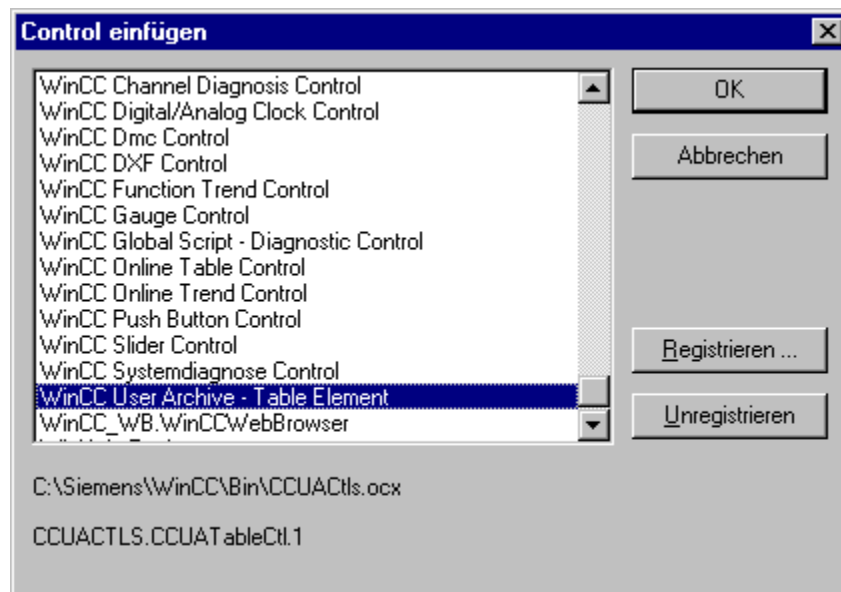 Control einfügen
WinCC Channel Diagnosis Control
WinCC Digital/Analog Clock Control
WinCC Dmc Control
WinCC DXF Control
WinCC Function Trend Control
WinCC Gauge Control
WinCC Global Script - Diagnostic Control
WinCC Online Table Control
WinCC Online Trend Control
WinCC Push Button Control
WinCC Slider Control
WinCC Systemdiagnose Control
WinCC User Archive - Table Element
WinCC_WB.WinCCWebBrowser
OK
Abbrechen
Registrieren ...
Unregistrieren
C:\Siemens\WinCC\Bin\CCUACtls.ocx
CCUACTLS.CCUATableCtl.1